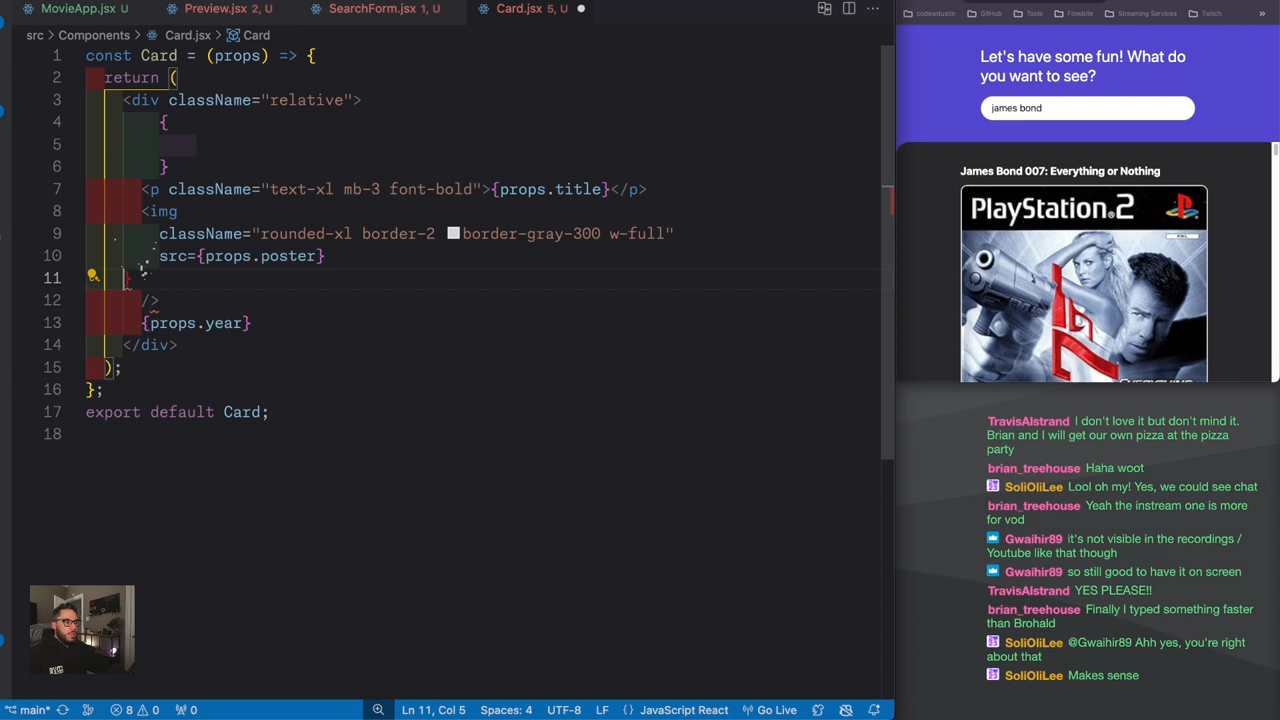 MovieApp.jsx U
Preview.jsx 2, U
SearchForm.jsx 1, U
Card.jsx 5, U
src > Components > Card.jsx > Card
1 const Card = (props) => {
2 return (
3 <div className="relative">
4 {
5
6 }
7 <p className="text-xl mb-3 font-bold">{props.title}</p>
8 <img
9 className="rounded-xl border-2 border-gray-300 w-full"
10 src={props.poster}
11 }
12 />
13 {props.year}
14 </div>
15 );
16 };
17 export default Card;
18
main* 8 0 0 Ln 11, Col 5 Spaces: 4 UTF-8 LF {} JavaScript React Go Live
codewdustin GitHub Tools Flowbite Streaming Services Twitch »
Let's have some fun! What do
you want to see?
james bond
James Bond 007: Everything or Nothing
PlayStation 2
PAL
TravisAlstrand I don't love it but don't mind it.
Brian and I will get our own pizza at the pizza
party
brian_treehouse Haha woot
SoliOliLee Lool oh my! Yes, we could see chat
brian_treehouse Yeah the instream one is more
for vod
Gwaihir89 it's not visible in the recordings /
Youtube like that though
Gwaihir89 so still good to have it on screen
TravisAlstrand YES PLEASE!!
brian_treehouse Finally I typed something faster
than Brohald
SoliOliLee @Gwaihir89 Ahh yes, you're right
about that
SoliOliLee Makes sense